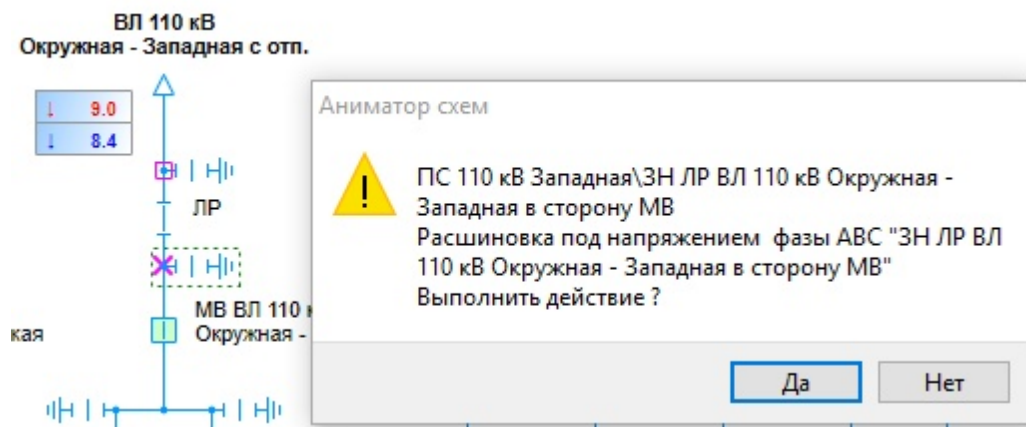 ВЛ 110 кВ
Окружная - Западная с отп.
↓ 9.0
↓ 8.4
ЛР
МВ ВЛ 110
Окружная -
кая
Аниматор схем
ПС 110 кВ Западная\ЗН ЛР ВЛ 110 кВ Окружная -
Западная в сторону МВ
Расшиновка под напряжением фазы АВС "ЗН ЛР ВЛ
110 кВ Окружная - Западная в сторону МВ"
Выполнить действие ?
Да
Нет